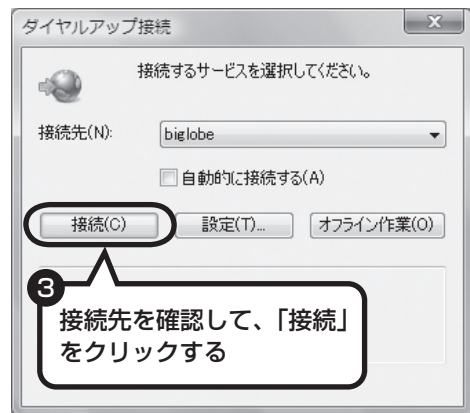 ダイヤルアップ接続
接続するサービスを選択してください。
接続先(N):
biglobe
自動的に接続する(A)
接続(C)
設定(T)...
オフライン作業(O)
3
接続先を確認して、「接続」
をクリックする